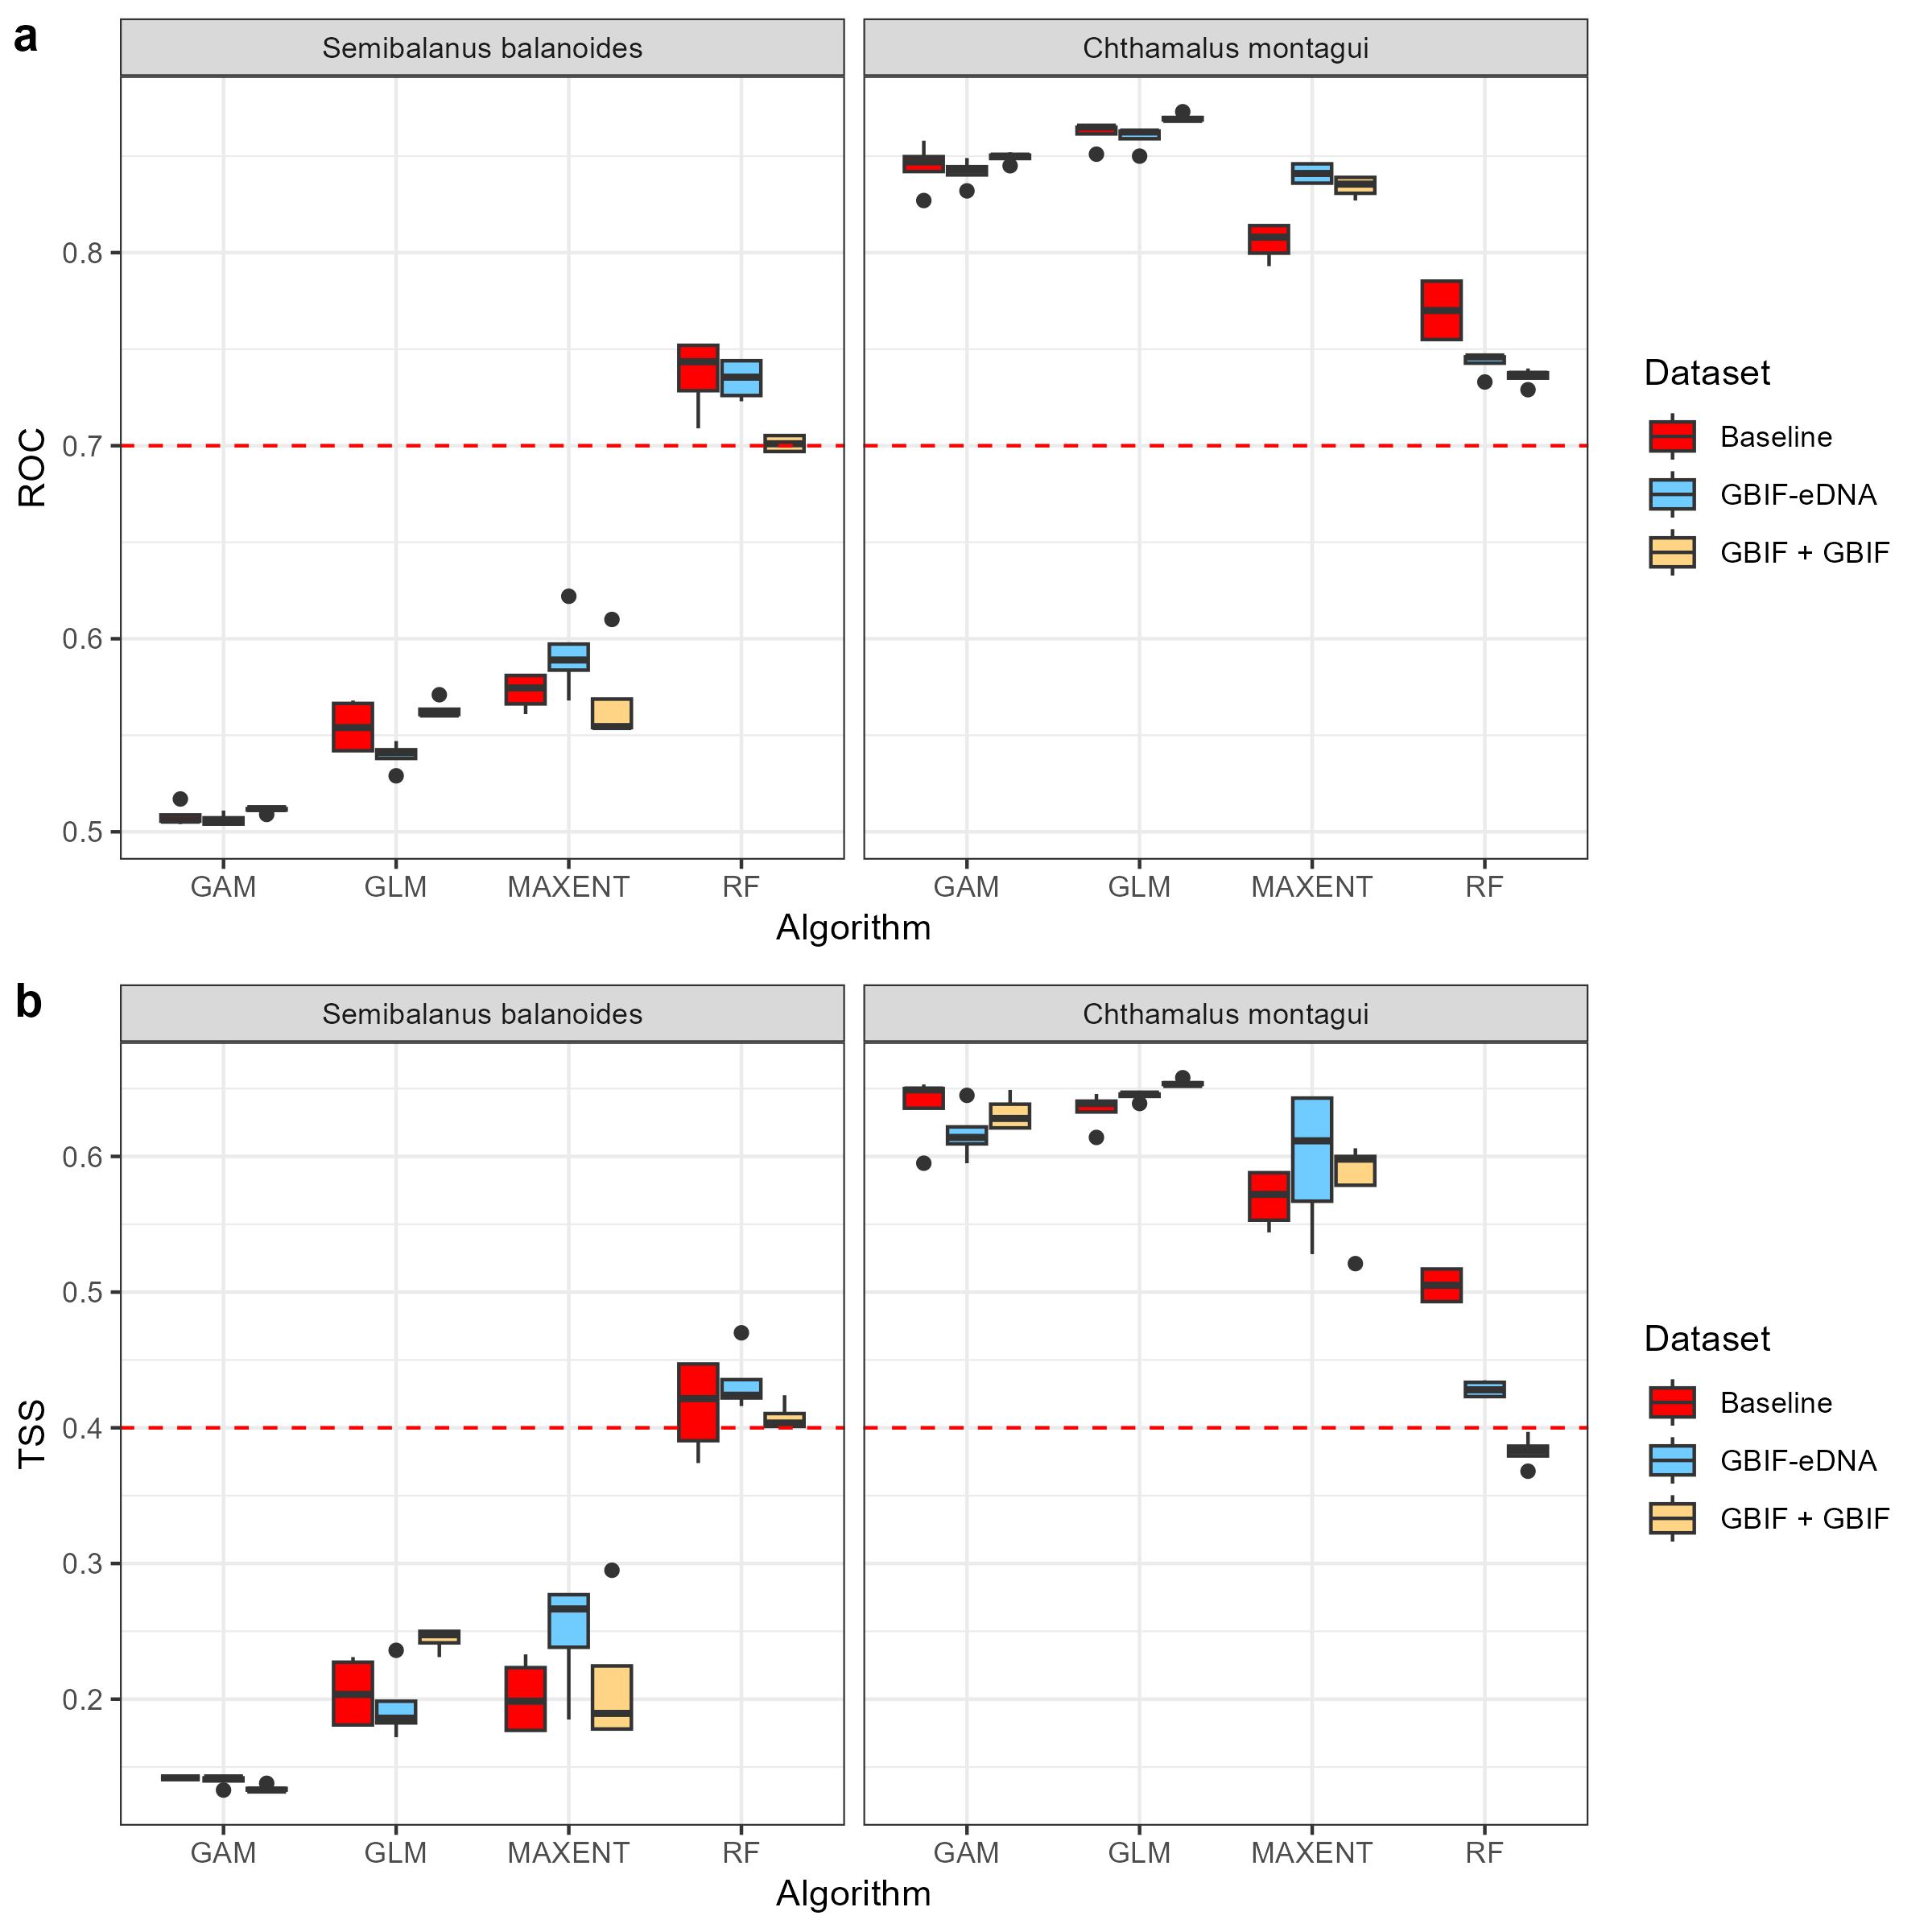 a
Semibalanus balanoides
Chthamalus montagui
0.8
0.7
0.6
0.5
ROC
GAM
GLM
MAXENT
RF
GAM
GLM
MAXENT
RF
Algorithm
Dataset
Baseline
GBIF-eDNA
GBIF + GBIF
b
Semibalanus balanoides
Chthamalus montagui
0.6
0.5
0.4
0.3
0.2
TSS
GAM
GLM
MAXENT
RF
GAM
GLM
MAXENT
RF
Algorithm
Dataset
Baseline
GBIF-eDNA
GBIF + GBIF